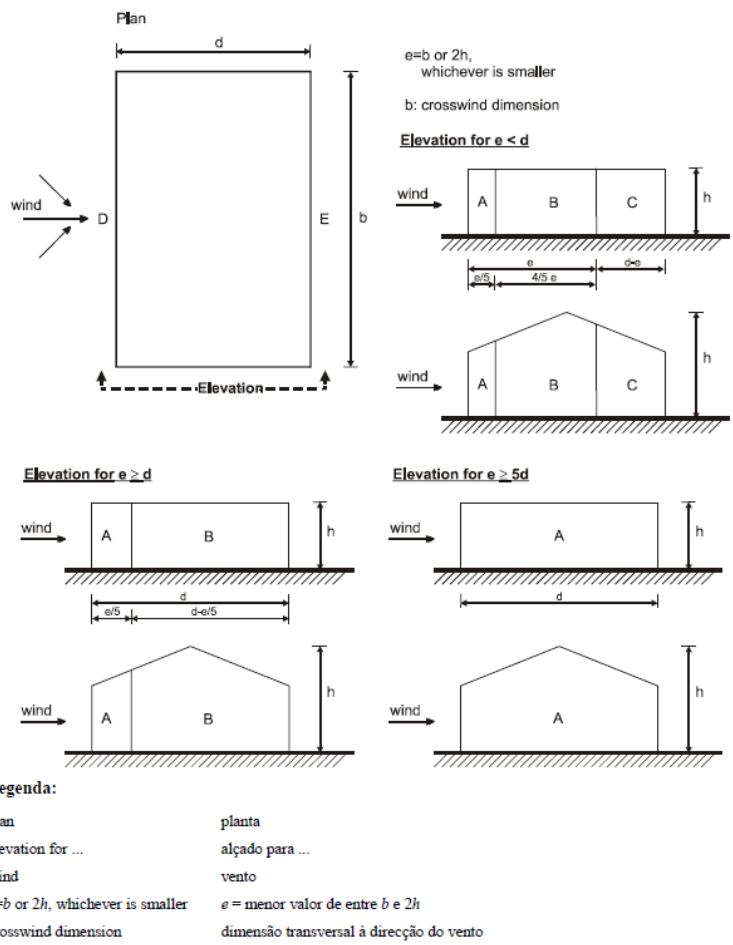 Plan
d
e=b or 2h,
whichever is smaller
b: crosswind dimension
wind
D
E
b
Elevation
Elevation for e < d
wind
A
B
C
h
e
d-e
e/5
4/5 e
wind
A
B
C
h
Elevation for e ≥ d
wind
A
B
h
d
e/5
d-e/5
wind
A
B
h
Elevation for e ≥ 5d
wind
A
h
d
wind
A
h
egenda:
an planta
evation for ... alçado para ...
ind vento
=b or 2h, whichever is smaller e = menor valor de entre b e 2h
osswind dimension dimensão transversal à direcção do vento